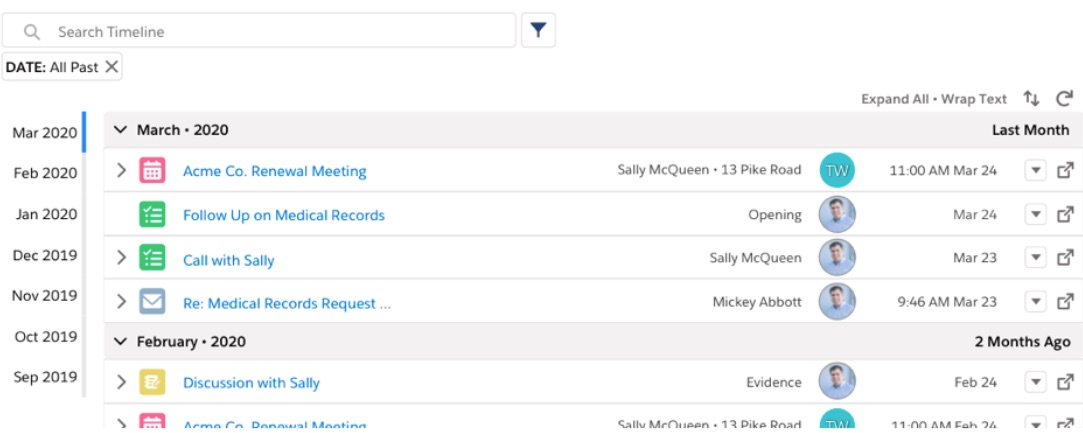 Search Timeline
DATE: All Past
Expand All • Wrap Text
Mar 2020
Feb 2020
Jan 2020
Dec 2019
Nov 2019
Oct 2019
Sep 2019
March • 2020 Last Month
Acme Co. Renewal Meeting Sally McQueen • 13 Pike Road TW 11:00 AM Mar 24
Follow Up on Medical Records Opening Mar 24
Call with Sally Sally McQueen Mar 23
Re: Medical Records Request ... Mickey Abbott 9:46 AM Mar 23
February • 2020 2 Months Ago
Discussion with Sally Evidence Feb 24
Acme Co. Renewal Meeting Sally McQueen • 13 Pike Road TW 11:00 AM Feb 24